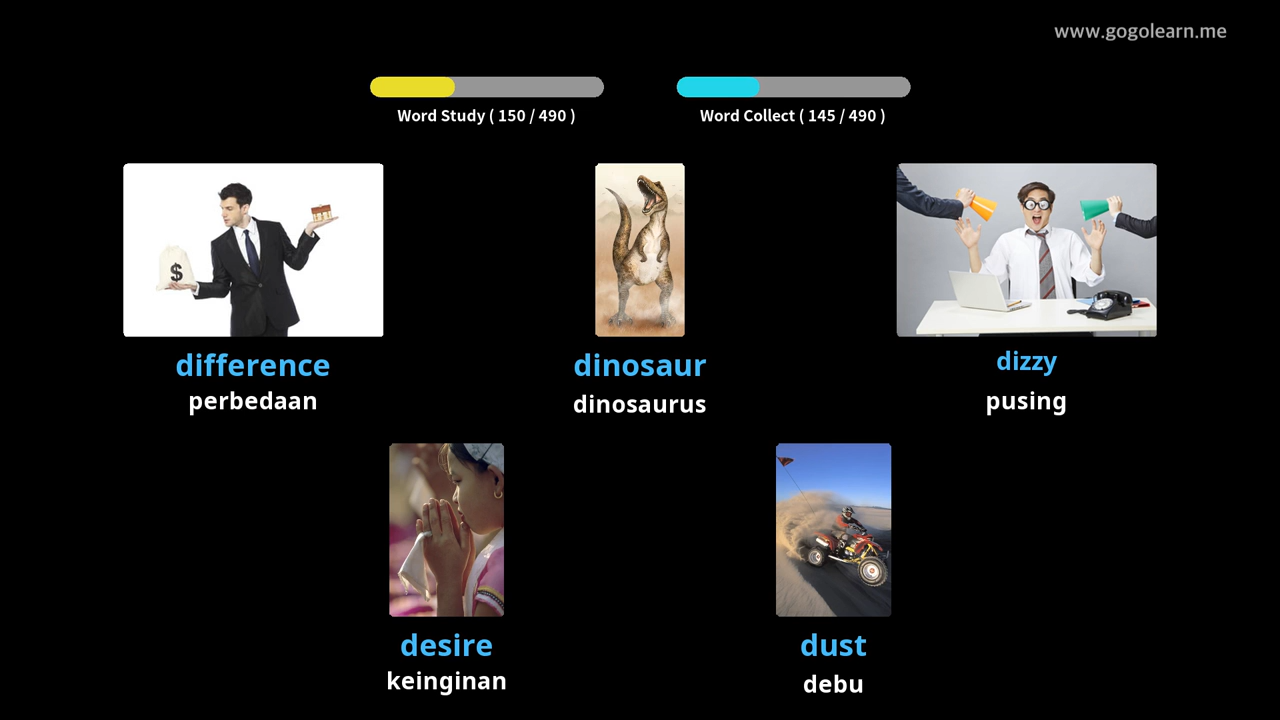 www.gogolearn.me
Word Study ( 150 / 490 )
Word Collect ( 145 / 490 )
$
difference
perbedaan
dinosaur
dinosaurus
dizzy
pusing
desire
keinginan
dust
debu